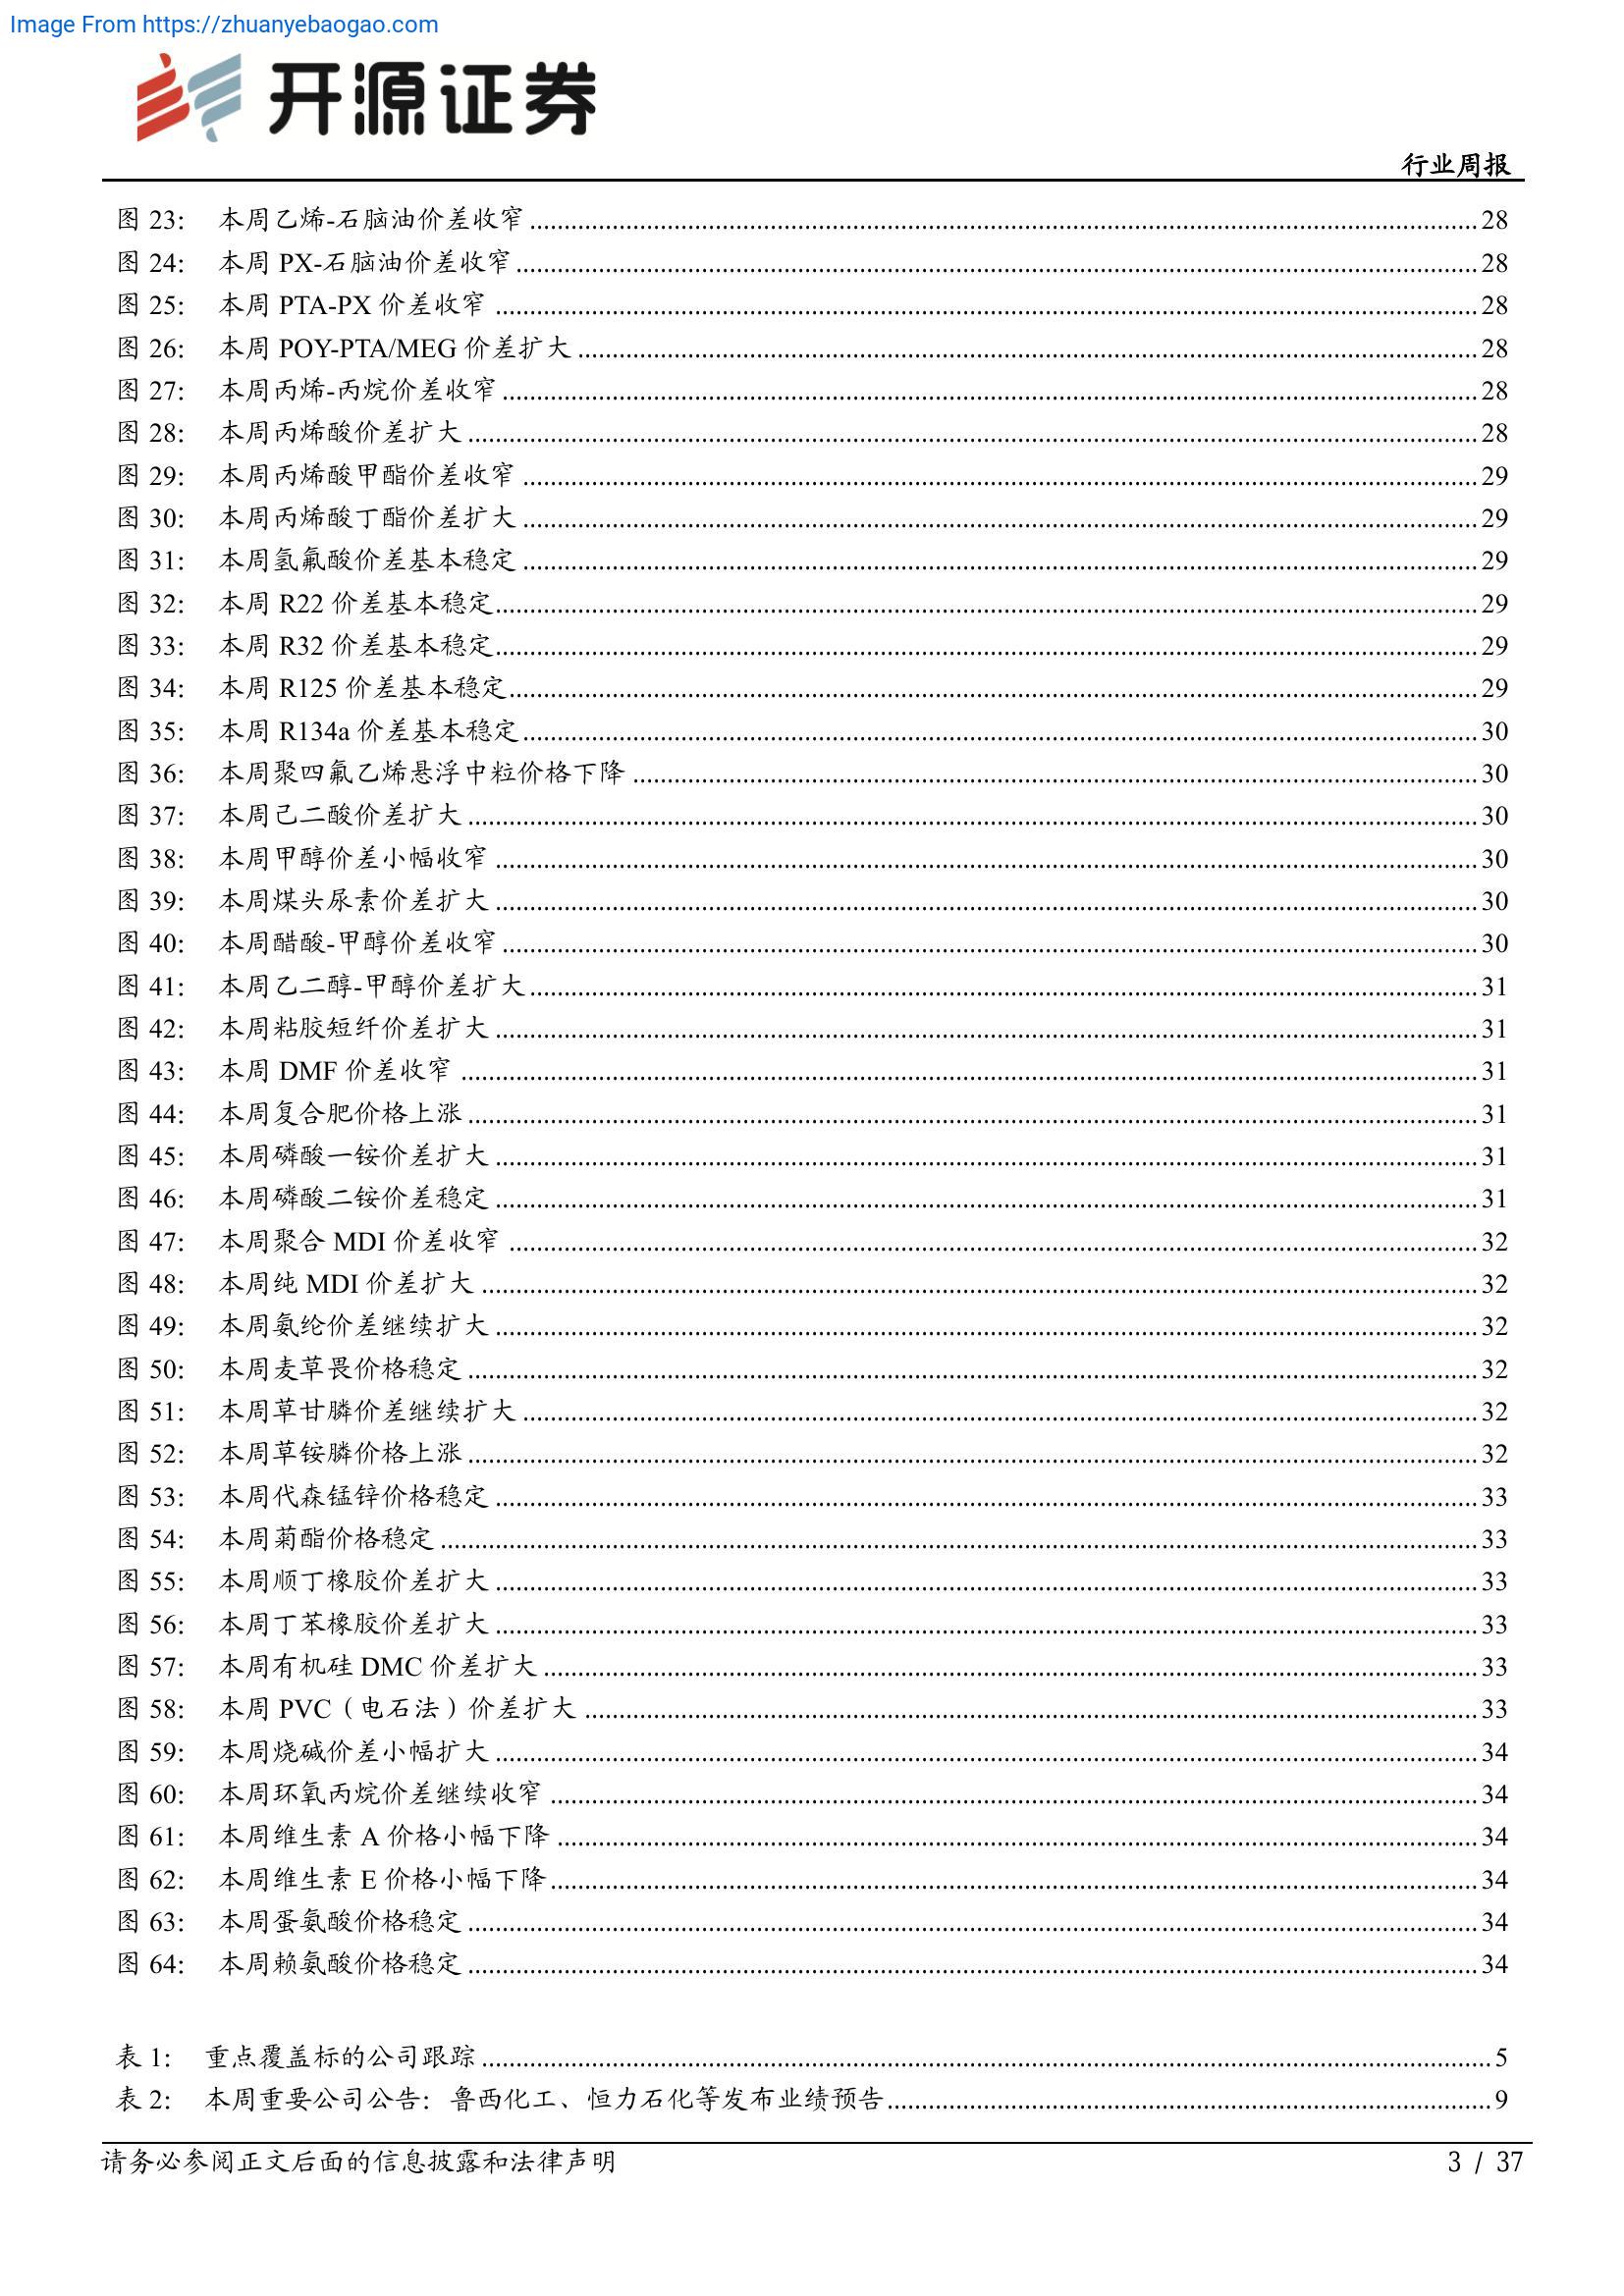 Image From https://zhuanyebaogao.com
开源证券
行业周报
图 23： 本周乙烯-石脑油价差收窄 28
图 24： 本周 PX-石脑油价差收窄 28
图 25： 本周 PTA-PX 价差收窄 28
图 26： 本周 POY-PTA/MEG 价差扩大 28
图 27： 本周丙烯-丙烷价差收窄 28
图 28： 本周丙烯酸价差扩大 28
图 29： 本周丙烯酸甲酯价差收窄 29
图 30： 本周丙烯酸丁酯价差扩大 29
图 31： 本周氢氟酸价差基本稳定 29
图 32： 本周 R22 价差基本稳定 29
图 33： 本周 R32 价差基本稳定 29
图 34： 本周 R125 价差基本稳定 29
图 35： 本周 R134a 价差基本稳定 30
图 36： 本周聚四氟乙烯悬浮中粒价格下降 30
图 37： 本周己二酸价差扩大 30
图 38： 本周甲醇价差小幅收窄 30
图 39： 本周煤头尿素价差扩大 30
图 40： 本周醋酸-甲醇价差收窄 30
图 41： 本周乙二醇-甲醇价差扩大 31
图 42： 本周粘胶短纤价差扩大 31
图 43： 本周 DMF 价差收窄 31
图 44： 本周复合肥价格上涨 31
图 45： 本周磷酸一铵价差扩大 31
图 46： 本周磷酸二铵价差稳定 31
图 47： 本周聚合 MDI 价差收窄 32
图 48： 本周纯 MDI 价差扩大 32
图 49： 本周氨纶价差继续扩大 32
图 50： 本周麦草畏价格稳定 32
图 51： 本周草甘膦价差继续扩大 32
图 52： 本周草铵膦价格上涨 32
图 53： 本周代森锰锌价格稳定 33
图 54： 本周菊酯价格稳定 33
图 55： 本周顺丁橡胶价差扩大 33
图 56： 本周丁苯橡胶价差扩大 33
图 57： 本周有机硅 DMC 价差扩大 33
图 58： 本周 PVC（电石法）价差扩大 33
图 59： 本周烧碱价差小幅扩大 34
图 60： 本周环氧丙烷价差继续收窄 34
图 61： 本周维生素 A 价格小幅下降 34
图 62： 本周维生素 E 价格小幅下降 34
图 63： 本周蛋氨酸价格稳定 34
图 64： 本周赖氨酸价格稳定 34
表 1： 重点覆盖标的公司跟踪 5
表 2： 本周重要公司公告：鲁西化工、恒力石化等发布业绩预告 9
请务必参阅正文后面的信息披露和法律声明 3 / 37